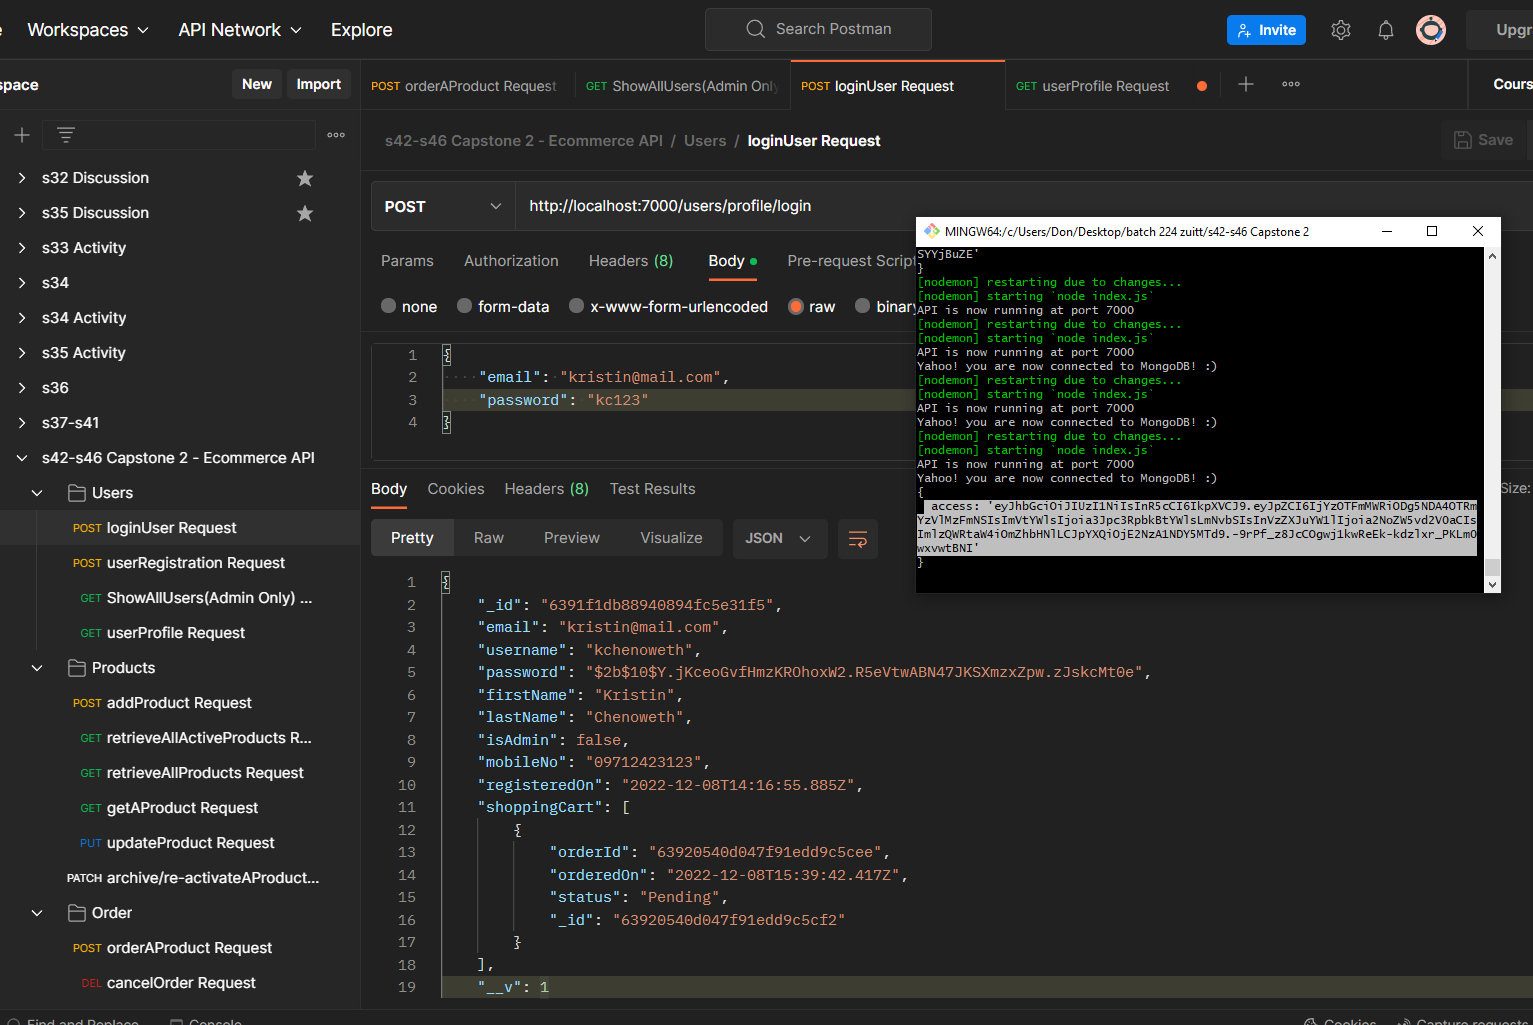 Workspaces API Network Explore Search Postman Invite Upgr
space New Import POST orderAProduct Request GET ShowAllUsers(Admin Only POST loginUser Request GET userProfile Request Cours
s42-s46 Capstone 2 - Ecommerce API / Users / loginUser Request Save
s32 Discussion
s35 Discussion
s33 Activity
s34
s34 Activity
s35 Activity
s36
s37-s41
s42-s46 Capstone 2 - Ecommerce API
Users
POST loginUser Request
POST userRegistration Request
GET ShowAllUsers(Admin Only) ...
GET userProfile Request
Products
POST addProduct Request
GET retrieveAllActiveProducts R...
GET retrieveAllProducts Request
GET getAProduct Request
PUT updateProduct Request
PATCH archive/re-activateAProduct...
Order
POST orderAProduct Request
DEL cancelOrder Request
Find and Replace Console
POST http://localhost:7000/users/profile/login
Params Authorization Headers (8) Body Pre-request Script
none form-data x-www-form-urlencoded raw binary
1 {
2 "email": "kristin@mail.com",
3 "password": "kc123"
4 }
Body Cookies Headers (8) Test Results Size:
Pretty Raw Preview Visualize JSON
1 {
2 "_id": "6391f1db88940894fc5e31f5",
3 "email": "kristin@mail.com",
4 "username": "kchenoweth",
5 "password": "$2b$10$Y.jKceoGvfHmzKROhoxW2.R5eVtwABN47JKSXmzxZpw.zJskcMt0e",
6 "firstName": "Kristin",
7 "lastName": "Chenoweth",
8 "isAdmin": false,
9 "mobileNo": "09712423123",
10 "registeredOn": "2022-12-08T14:16:55.885Z",
11 "shoppingCart": [
12 {
13 "orderId": "63920540d047f91edd9c5cee",
14 "orderedOn": "2022-12-08T15:39:42.417Z",
15 "status": "Pending",
16 "_id": "63920540d047f91edd9c5cf2"
17 }
18 ],
19 "__v": 1
MINGW64:/c/Users/Don/Desktop/batch 224 zuitt/s42-s46 Capstone 2
SYYjBuZE'
}
[nodemon] restarting due to changes...
[nodemon] starting `node index.js`
API is now running at port 7000
[nodemon] restarting due to changes...
[nodemon] starting `node index.js`
API is now running at port 7000
Yahoo! you are now connected to MongoDB! :)
[nodemon] restarting due to changes...
[nodemon] starting `node index.js`
API is now running at port 7000
Yahoo! you are now connected to MongoDB! :)
[nodemon] restarting due to changes...
[nodemon] starting `node index.js`
API is now running at port 7000
Yahoo! you are now connected to MongoDB! :)
{
access: 'eyJhbGciOiJIUzI1NiIsInR5cCI6IkpXVCJ9.eyJpZCI6IjYzOTFmMWRiODg5NDA4OTRm
YzVlMzFmNSIsImVtYWlsIjoia3Jpc3RpbkBtYWlsLmNvbSIsInVzZXJuYW1lIjoia2NoZW5vd2V0aCIs
ImlzQWRtaW4iOmZhbHNlLCJpYXQiOjE2NzA1NDY5MTd9.-9rPf_z8JcCOgwj1kwReEk-kdzlxr_PKLmO
wxvwtBNI'
}
Cookies Capture requests